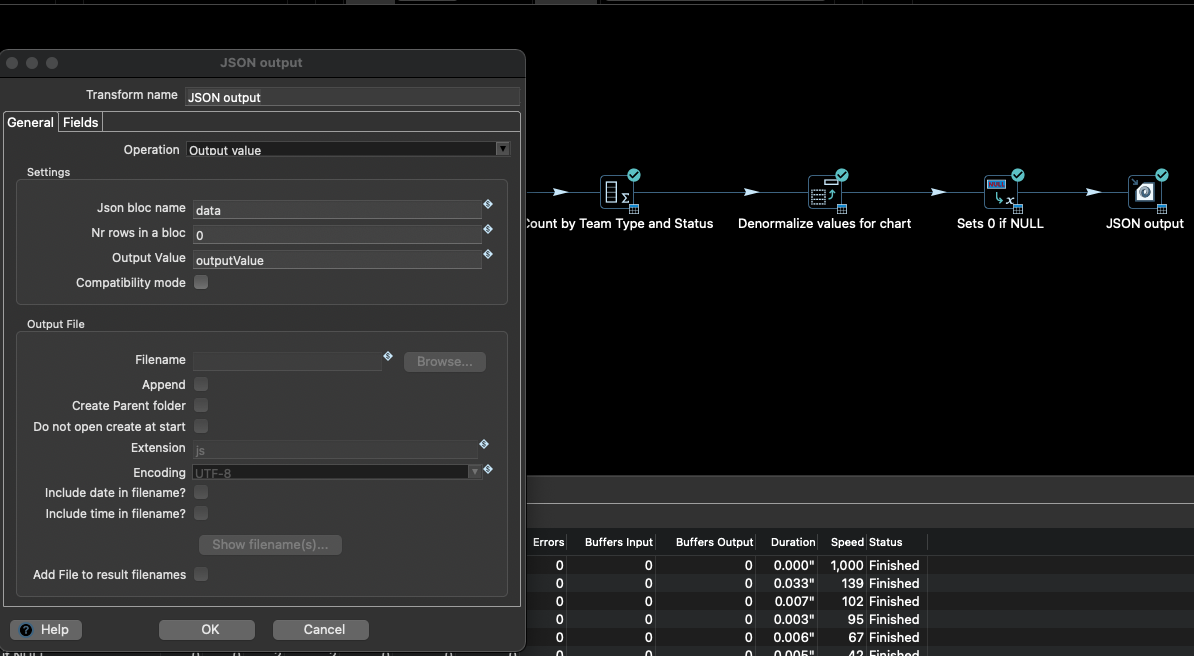 JSON output
Transform name JSON output
General Fields
Operation Output value
Settings
Json bloc name data
Nr rows in a bloc 0
Output Value outputValue
Compatibility mode
Output File
Filename Browse...
Append
Create Parent folder
Do not open create at start
Extension js
Encoding UTF-8
Include date in filename?
Include time in filename?
Show filename(s)...
Add File to result filenames
? Help OK Cancel
Σ
NULL
x
ount by Team Type and Status Denormalize values for chart Sets 0 if NULL JSON output
Errors Buffers Input Buffers Output Duration Speed Status
0 0 0 0.000" 1,000 Finished
0 0 0 0.033" 139 Finished
0 0 0 0.007" 102 Finished
0 0 0 0.003" 95 Finished
0 0 0 0.006" 67 Finished
0 0 0 0.005" 42 Finished